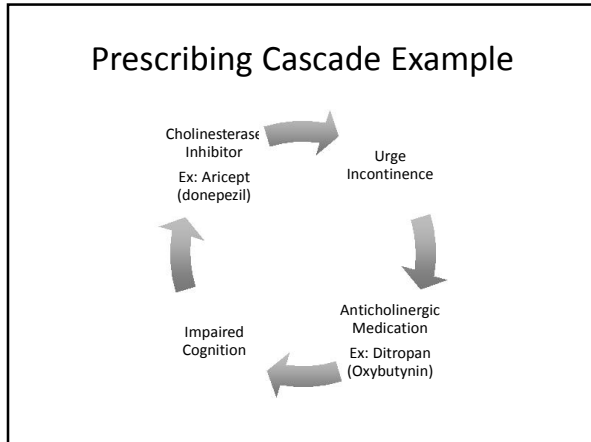 Prescribing Cascade Example
Cholinesterase
Inhibitor
Ex: Aricept
(donepezil)
Urge
Incontinence
Anticholinergic
Medication
Ex: Ditropan
(Oxybutynin)
Impaired
Cognition